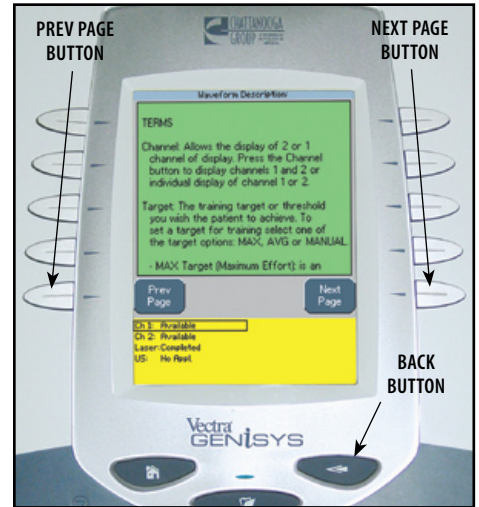 PREV PAGE
BUTTON
NEXT PAGE
BUTTON
CHATTANOOGA
GROUP
Waveform Description
TERMS
Channel: Allows the display of 2 or 1
channel of display. Press the Channel
button to display channels 1 and 2 or
individual display of channel 1 or 2.
Target: The training target or threshold
you wish the patient to achieve. To
set a target for training select one of
the target options: MAX, AVG or MANUAL
- MAX Target (Maximum Effort): is an
Prev
Page
Next
Page
Ch 1: Available
Ch 2: Available
Laser: Completed
US: No Appl.
BACK
BUTTON
Vectra
GENiSYS